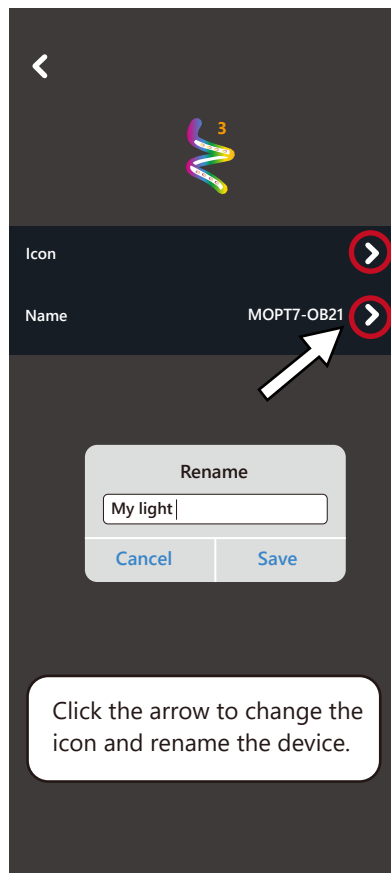 3
Icon
Name MOPT7-OB21
Rename
My light
Cancel Save
Click the arrow to change the
icon and rename the device.